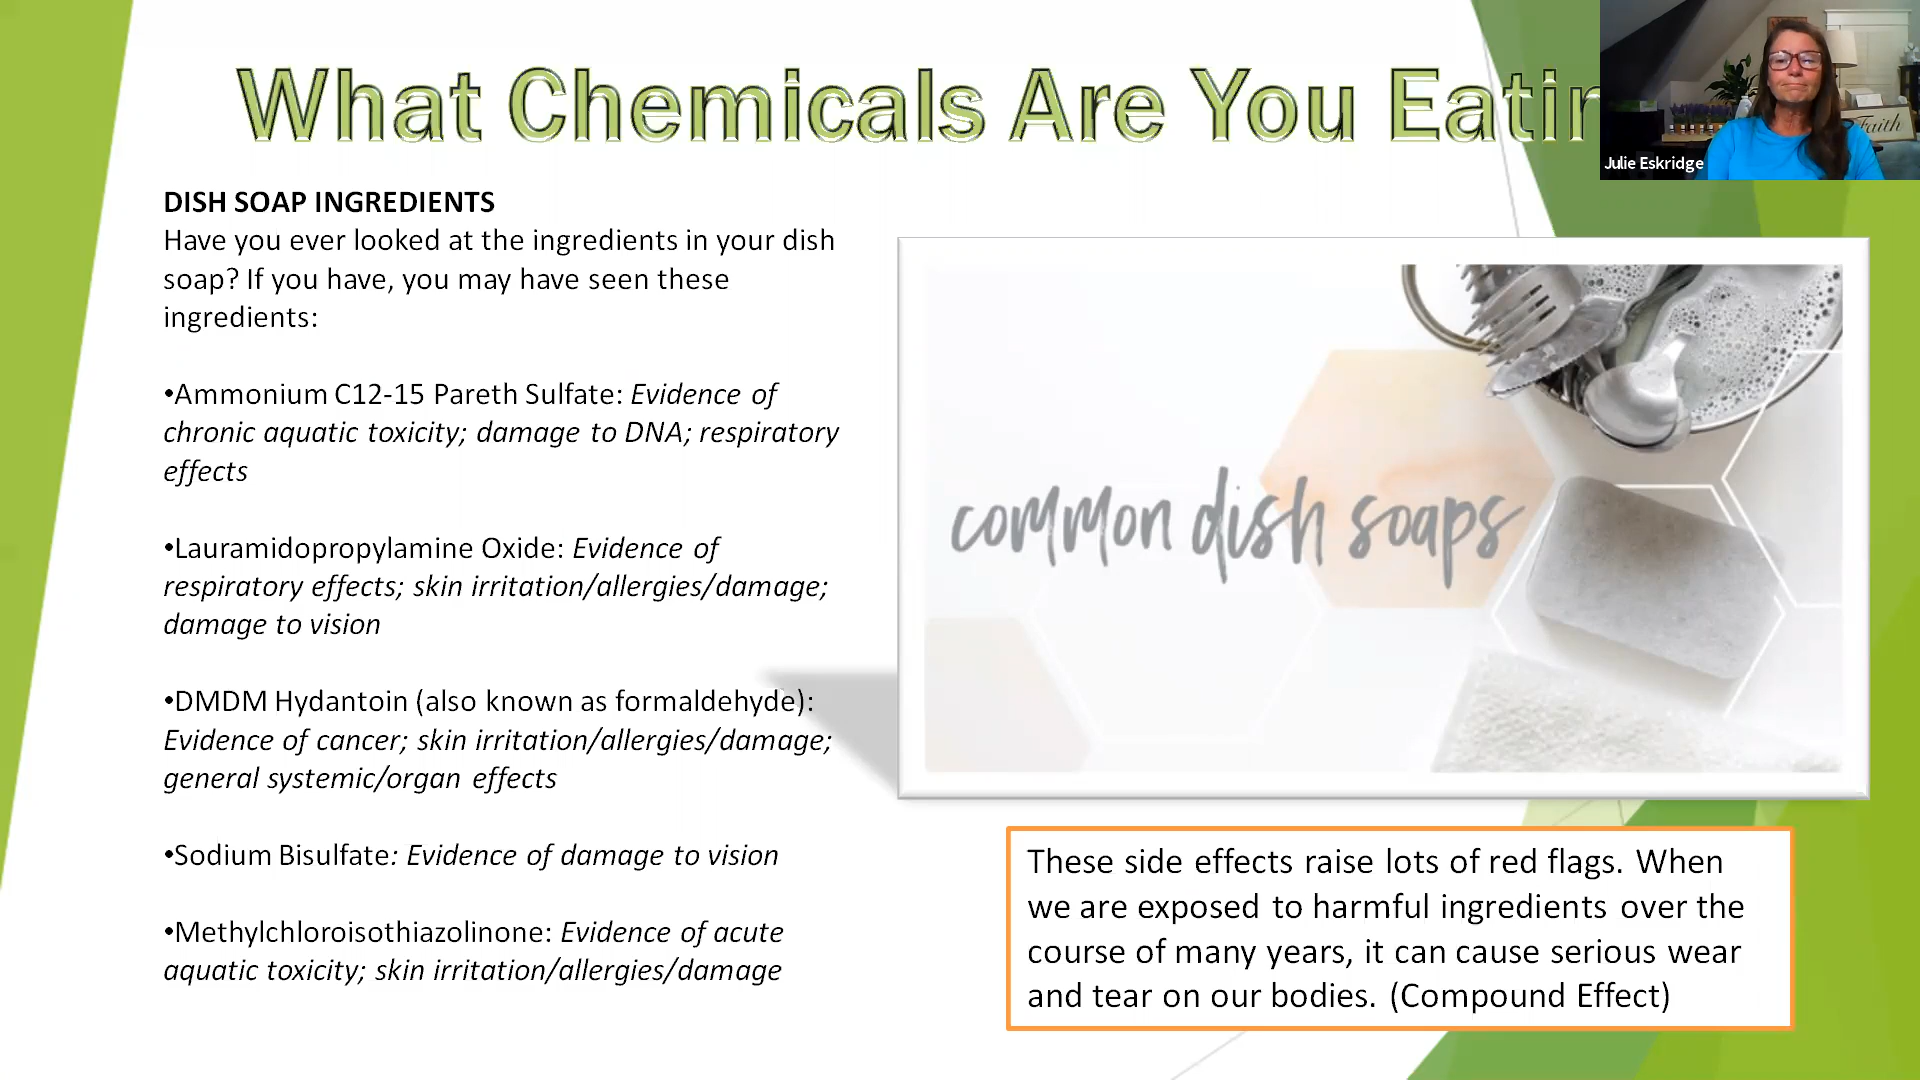 What Chemicals Are You Eatin
Julie Eskridge
Faith
DISH SOAP INGREDIENTS
Have you ever looked at the ingredients in your dish
soap? If you have, you may have seen these
ingredients:
•Ammonium C12-15 Pareth Sulfate: Evidence of
chronic aquatic toxicity; damage to DNA; respiratory
effects
•Lauramidopropylamine Oxide: Evidence of
respiratory effects; skin irritation/allergies/damage;
damage to vision
•DMDM Hydantoin (also known as formaldehyde):
Evidence of cancer; skin irritation/allergies/damage;
general systemic/organ effects
•Sodium Bisulfate: Evidence of damage to vision
•Methylchloroisothiazolinone: Evidence of acute
aquatic toxicity; skin irritation/allergies/damage
common dish soaps
These side effects raise lots of red flags. When
we are exposed to harmful ingredients over the
course of many years, it can cause serious wear
and tear on our bodies. (Compound Effect)